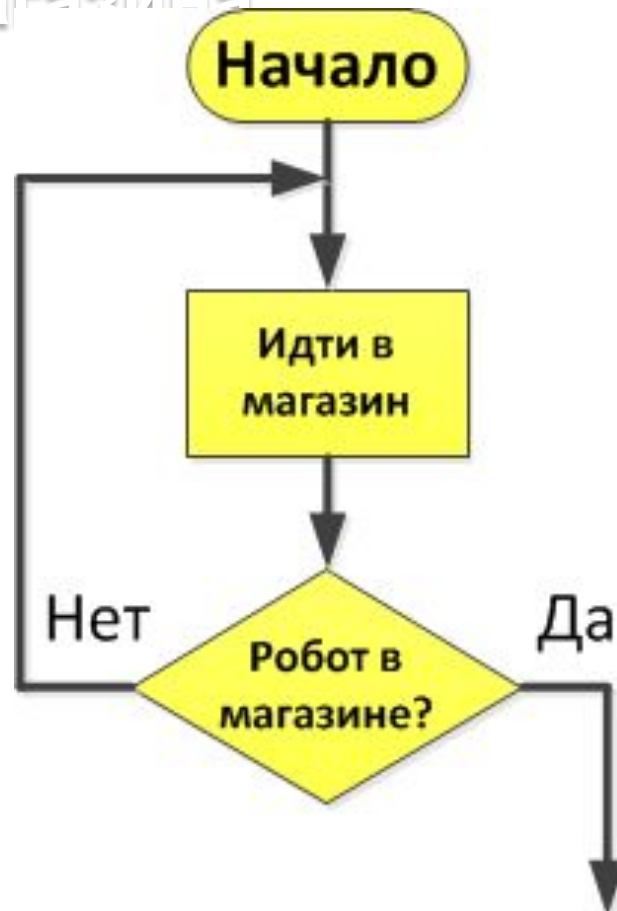 Начало
Идти в
магазин
Нет
Да
Робот в
магазине?